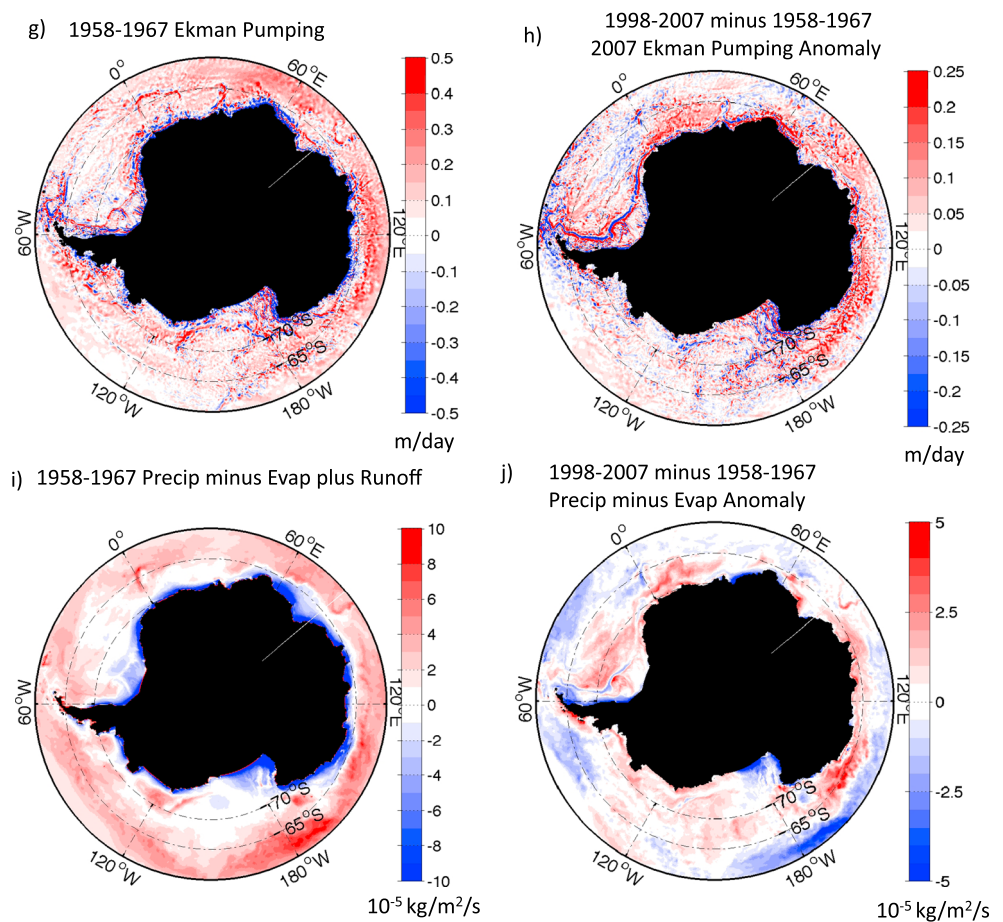 g) 1958-1967 Ekman Pumping
0°
60°E
120°E
180°W
120°W
60°W
70°S
65°S
0.5
0.4
0.3
0.2
0.1
0
-0.1
-0.2
-0.3
-0.4
-0.5
m/day
h) 1998-2007 minus 1958-1967
2007 Ekman Pumping Anomaly
0°
60°E
120°E
180°W
120°W
60°W
70°S
65°S
0.25
0.2
0.15
0.1
0.05
0
-0.05
-0.1
-0.15
-0.2
-0.25
m/day
i) 1958-1967 Precip minus Evap plus Runoff
0°
60°E
120°E
180°W
120°W
60°W
70°S
65°S
10
8
6
4
2
0
-2
-4
-6
-8
-10
10⁻⁵ kg/m²/s
j) 1998-2007 minus 1958-1967
Precip minus Evap Anomaly
0°
60°E
120°E
180°W
120°W
60°W
70°S
65°S
5
2.5
0
-2.5
-5
10⁻⁵ kg/m²/s